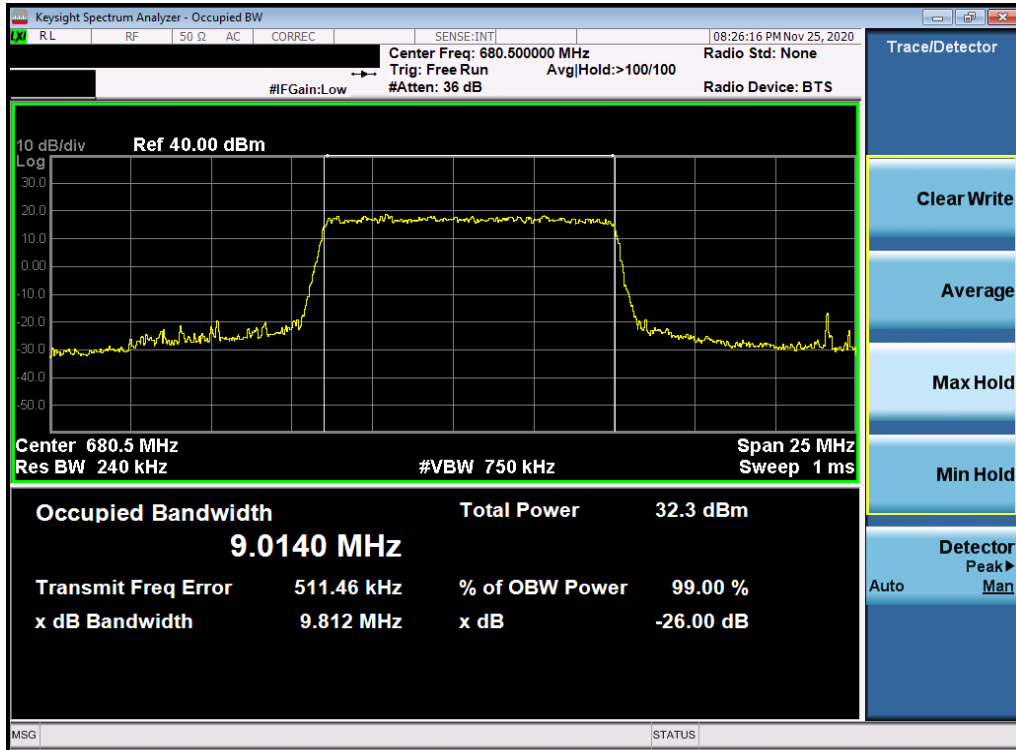 Keysight Spectrum Analyzer - Occupied BW
LXI RL RF 50 Ω AC CORREC SENSE:INT 08:26:16 PM Nov 25, 2020
Center Freq: 680.500000 MHz Radio Std: None
Trig: Free Run Avg|Hold:>100/100
#IFGain:Low #Atten: 36 dB Radio Device: BTS
10 dB/div Ref 40.00 dBm
Log
30.0
20.0
10.0
0.00
-10.0
-20.0
-30.0
-40.0
-50.0
Center 680.5 MHz Span 25 MHz
Res BW 240 kHz #VBW 750 kHz Sweep 1 ms
Occupied Bandwidth Total Power 32.3 dBm
9.0140 MHz
Transmit Freq Error 511.46 kHz % of OBW Power 99.00 %
x dB Bandwidth 9.812 MHz x dB -26.00 dB
MSG STATUS
Trace/Detector
Clear Write
Average
Max Hold
Min Hold
Detector
Peak▶
Auto Man